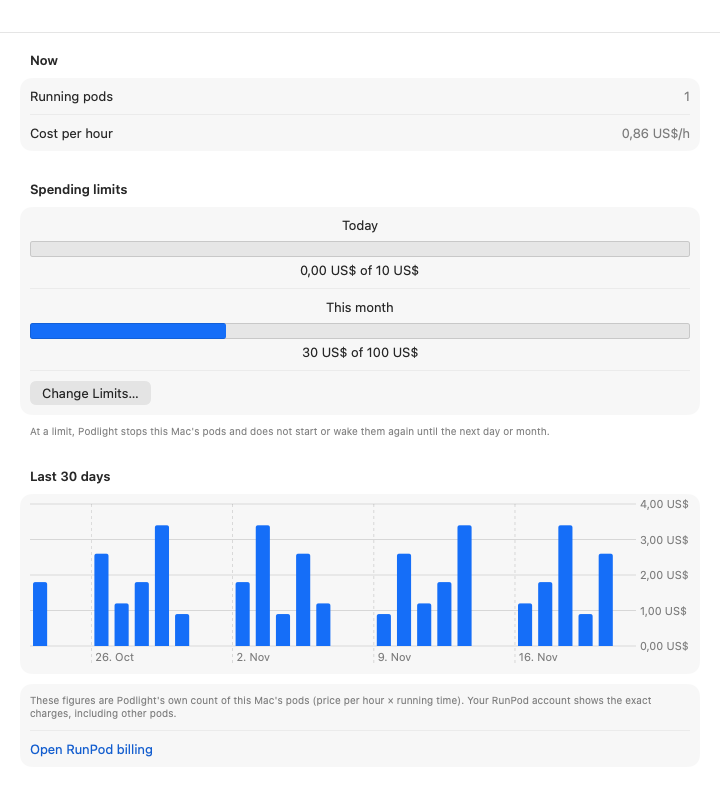 Now
Running pods 1
Cost per hour 0,86 US$/h
Spending limits
Today
0,00 US$ of 10 US$
This month
30 US$ of 100 US$
Change Limits...
At a limit, Podlight stops this Mac's pods and does not start or wake them again until the next day or month.
Last 30 days
4,00 US$
3,00 US$
2,00 US$
1,00 US$
0,00 US$
26. Oct 2. Nov 9. Nov 16. Nov
These figures are Podlight's own count of this Mac's pods (price per hour × running time). Your RunPod account shows the exact
charges, including other pods.
Open RunPod billing